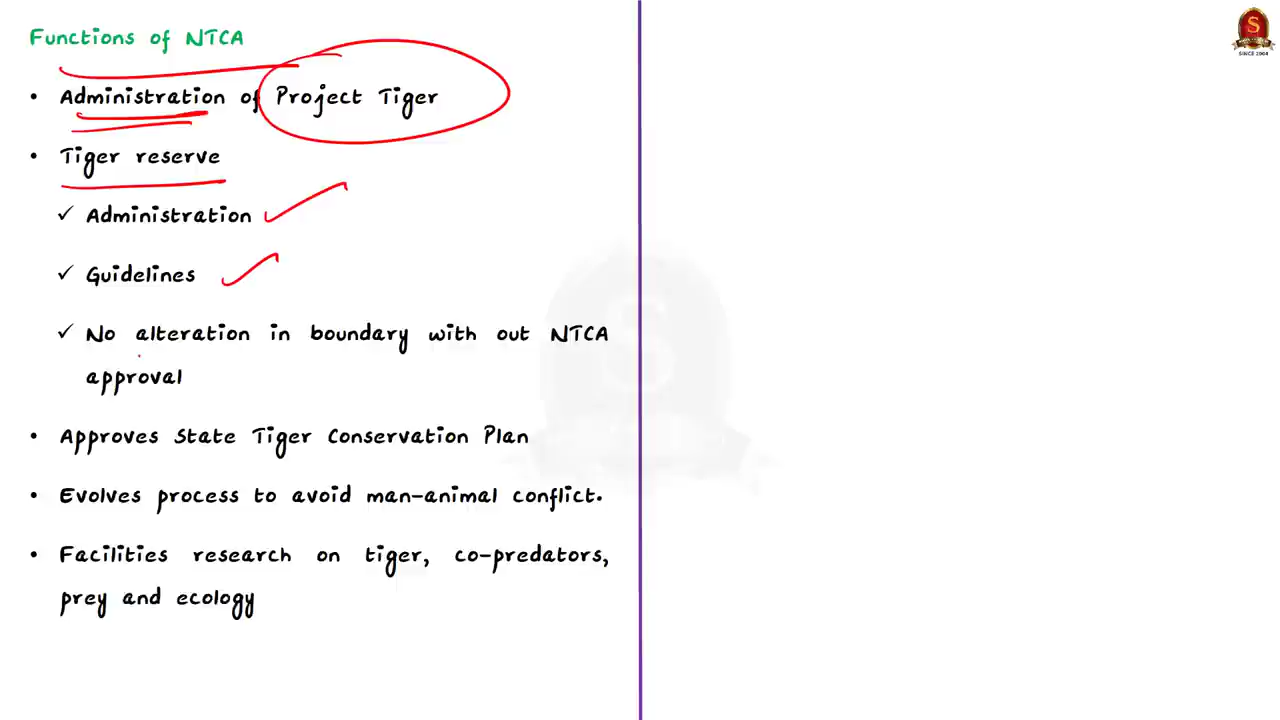 Functions of NTCA
• Administration of Project Tiger
• Tiger reserve
✓ Administration
✓ Guidelines
✓ No alteration in boundary with out NTCA
approval
• Approves State Tiger Conservation Plan
• Evolves process to avoid man-animal conflict.
• Facilities research on tiger, co-predators,
prey and ecology
S
SINCE 2004